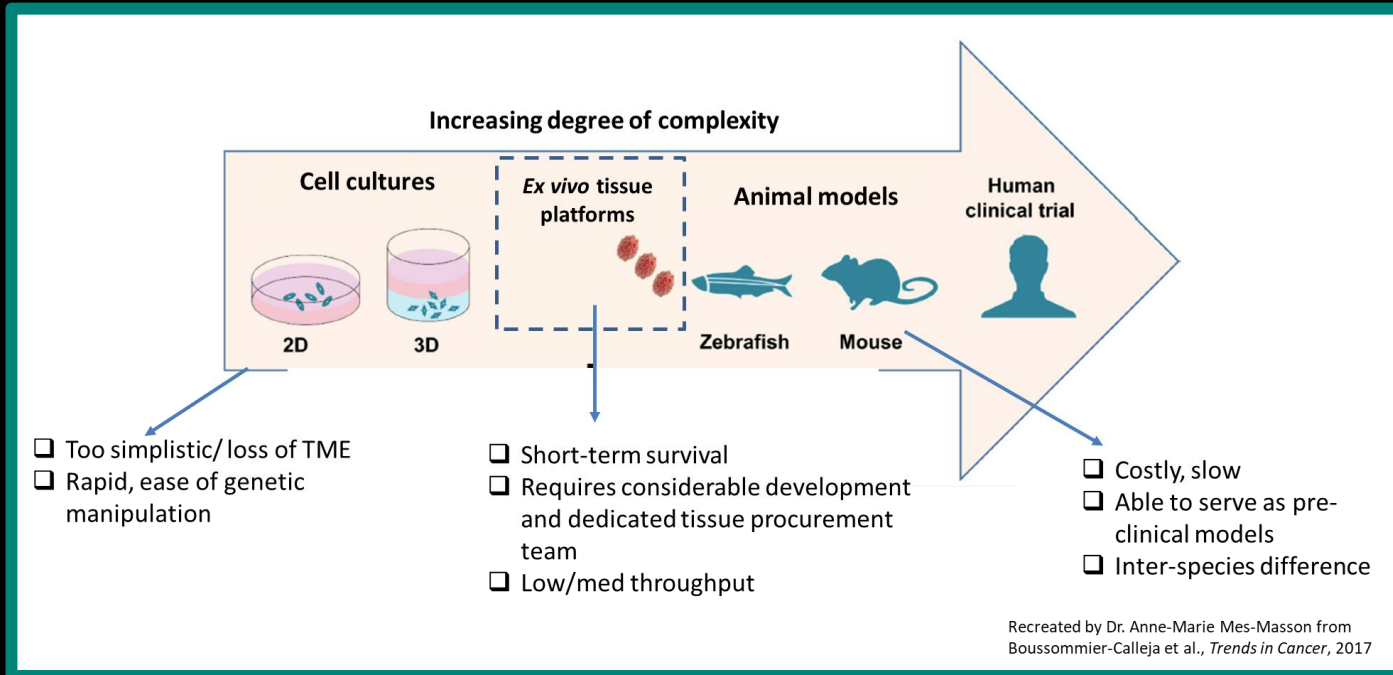 Increasing degree of complexity
Cell cultures
2D
3D
Ex vivo tissue
platforms
Animal models
Zebrafish
Mouse
Human
clinical trial
❑ Too simplistic/ loss of TME
❑ Rapid, ease of genetic
manipulation
❑ Short-term survival
❑ Requires considerable development
and dedicated tissue procurement
team
❑ Low/med throughput
❑ Costly, slow
❑ Able to serve as pre-
clinical models
❑ Inter-species difference
Recreated by Dr. Anne-Marie Mes-Masson from
Boussommier-Calleja et al., Trends in Cancer, 2017